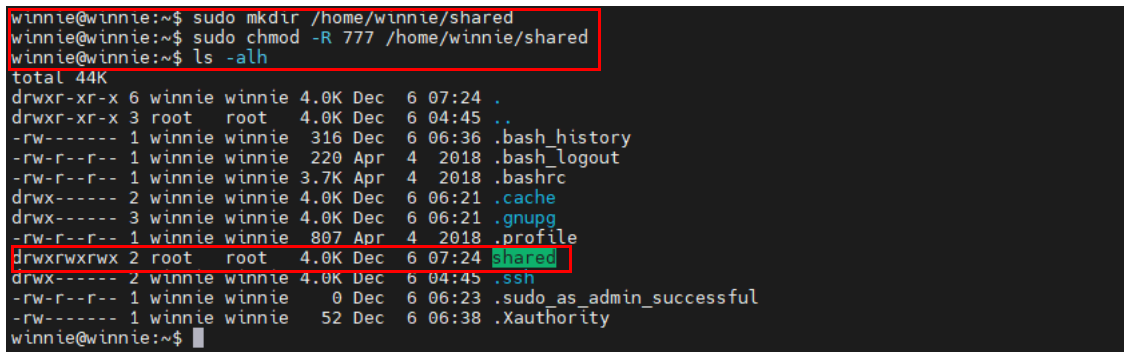 winnie@winnie:~$ sudo mkdir /home/winnie/shared
winnie@winnie:~$ sudo chmod -R 777 /home/winnie/shared
winnie@winnie:~$ ls -alh
total 44K
drwxr-xr-x 6 winnie winnie 4.0K Dec  6 07:24 .
drwxr-xr-x 3 root   root   4.0K Dec  6 04:45 ..
-rw------- 1 winnie winnie  316 Dec  6 06:36 .bash_history
-rw-r--r-- 1 winnie winnie  220 Apr  4  2018 .bash_logout
-rw-r--r-- 1 winnie winnie 3.7K Apr  4  2018 .bashrc
drwx------ 2 winnie winnie 4.0K Dec  6 06:21 .cache
drwx------ 3 winnie winnie 4.0K Dec  6 06:21 .gnupg
-rw-r--r-- 1 winnie winnie  807 Apr  4  2018 .profile
drwxrwxrwx 2 root   root   4.0K Dec  6 07:24 shared
drwx------ 2 winnie winnie 4.0K Dec  6 04:45 .ssh
-rw-r--r-- 1 winnie winnie    0 Dec  6 06:23 .sudo_as_admin_successful
-rw------- 1 winnie winnie   52 Dec  6 06:38 .Xauthority
winnie@winnie:~$